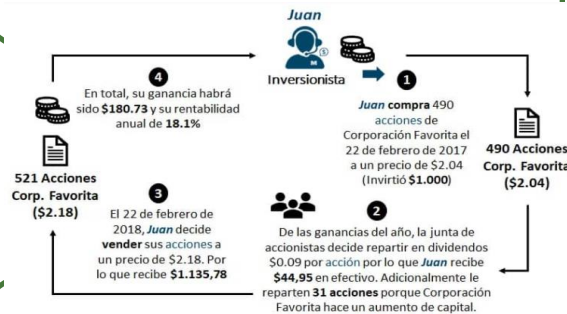 Juan
Inversionista
1
Juan compra 490
acciones de
Corporación Favorita el
22 de febrero de 2017
a un precio de $2.04
(Invirtió $1.000)
490 Acciones
Corp. Favorita
($2.04)
2
De las ganancias del año, la junta de
accionistas decide repartir en dividendos
$0.09 por acción por lo que Juan recibe
$44,95 en efectivo. Adicionalmente le
reparten 31 acciones porque Corporación
Favorita hace un aumento de capital.
3
El 22 de febrero de
2018, Juan decide
vender sus acciones a
un precio de $2.18. Por
lo que recibe $1.135,78
521 Acciones
Corp. Favorita
($2.18)
4
En total, su ganancia habrá
sido $180.73 y su rentabilidad
anual de 18.1%